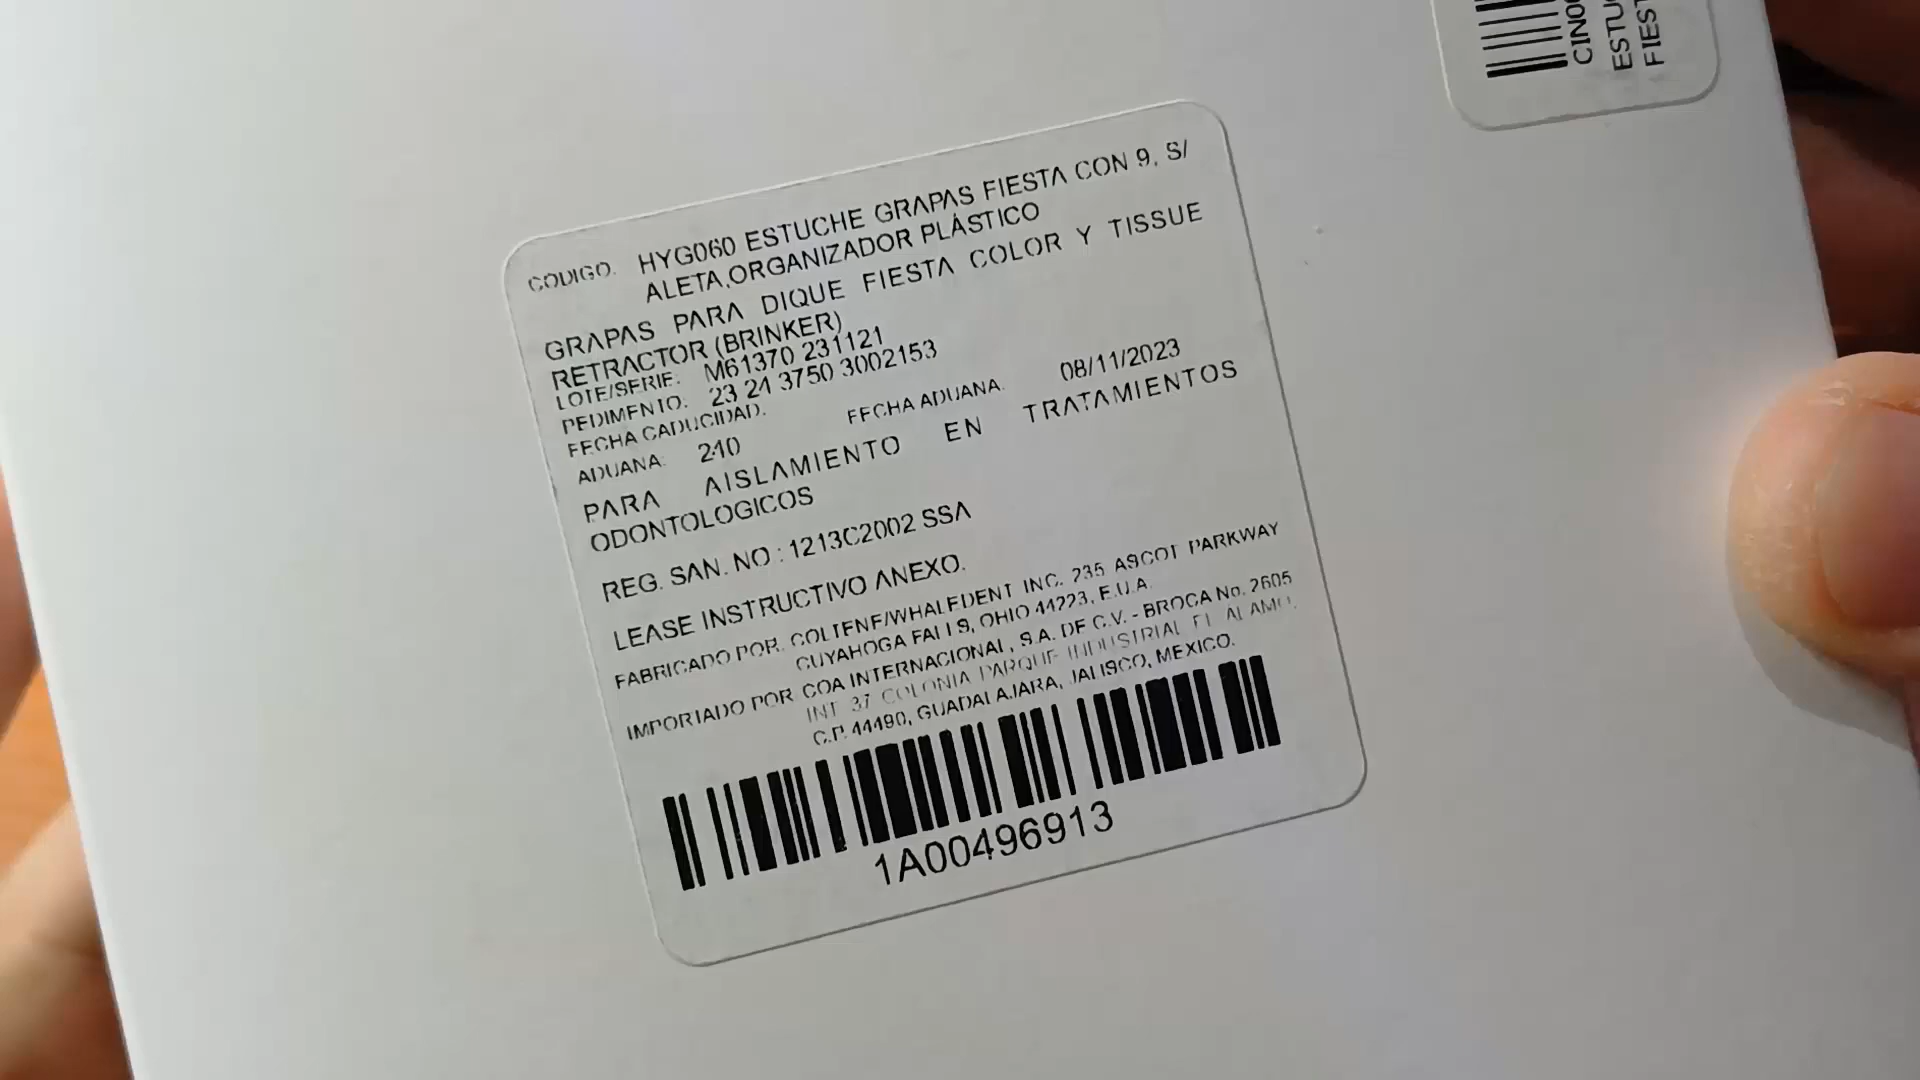 CODIGO: HYG060 ESTUCHE GRAPAS FIESTA CON 9, S/
ALETA,ORGANIZADOR PLÁSTICO
GRAPAS PARA DIQUE FIESTA COLOR Y TISSUE
RETRACTOR (BRINKER)
LOTE/SERIE: M61370 231121
PEDIMENTO: 23 24 3750 3002153
FECHA CADUCIDAD: FECHA ADUANA: 08/11/2023
ADUANA: 240
PARA AISLAMIENTO EN TRATAMIENTOS
ODONTOLOGICOS
REG. SAN. NO : 1213C2002 SSA
LEASE INSTRUCTIVO ANEXO.
FABRICADO POR: COLTENE/WHALEDENT INC. 235 ASCOT PARKWAY
CUYAHOGA FALLS, OHIO 44223, E.U.A.
IMPORTADO POR COA INTERNACIONAL, S.A. DE C.V. - BROCA No. 2605
INT 37 COLONIA PARQUE INDUSTRIAL EL ALAMO,
C.P. 44490, GUADALAJARA, JALISCO, MEXICO.
1A00496913
ESTUC
FIEST